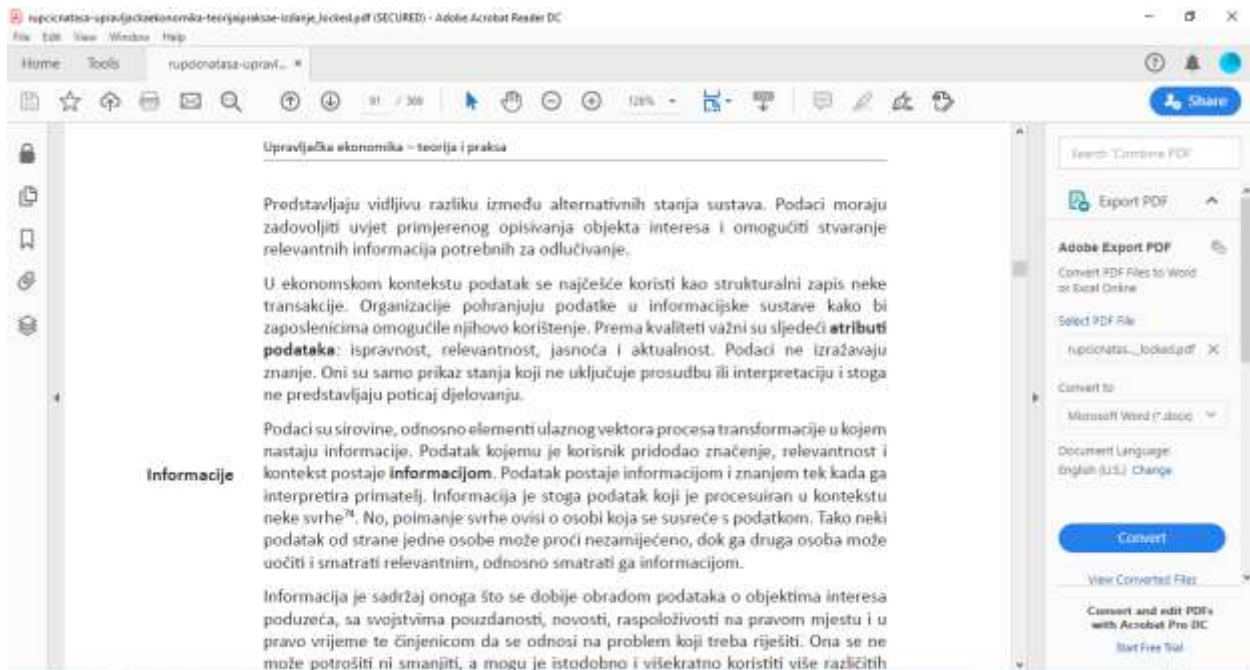 rupcicnatasa-upravljackaekonomika-teorijaipraksae-izdanje_locked.pdf (SECURED) - Adobe Acrobat Reader DC
File Edit View Window Help
Home Tools rupcicnatasa-upravl... ×
91 / 300 128%
Share
Upravljačka ekonomika – teorija i praksa
Predstavljaju vidljivu razliku između alternativnih stanja sustava. Podaci moraju
zadovoljiti uvjet primjerenog opisivanja objekta interesa i omogućiti stvaranje
relevantnih informacija potrebnih za odlučivanje.
U ekonomskom kontekstu podatak se najčešće koristi kao strukturalni zapis neke
transakcije. Organizacije pohranjuju podatke u informacijske sustave kako bi
zaposlenicima omogućile njihovo korištenje. Prema kvaliteti važni su sljedeći atributi
podataka: ispravnost, relevantnost, jasnoća i aktualnost. Podaci ne izražavaju
znanje. Oni su samo prikaz stanja koji ne uključuje prosudbu ili interpretaciju i stoga
ne predstavljaju poticaj djelovanju.
Podaci su sirovine, odnosno elementi ulaznog vektora procesa transformacije u kojem
nastaju informacije. Podatak kojemu je korisnik pridodao značenje, relevantnost i
Informacije
kontekst postaje informacijom. Podatak postaje informacijom i znanjem tek kada ga
interpretira primatelj. Informacija je stoga podatak koji je procesuiran u kontekstu
neke svrhe74. No, poimanje svrhe ovisi o osobi koja se susreće s podatkom. Tako neki
podatak od strane jedne osobe može proći nezamijećeno, dok ga druga osoba može
uočiti i smatrati relevantnim, odnosno smatrati ga informacijom.
Informacija je sadržaj onoga što se dobije obradom podataka o objektima interesa
poduzeća, sa svojstvima pouzdanosti, novosti, raspoloživosti na pravom mjestu i u
pravo vrijeme te činjenicom da se odnosi na problem koji treba riješiti. Ona se ne
može potrošiti ni smanjiti, a mogu je istodobno i višekratno koristiti više različitih
Search 'Combine PDF'
Export PDF
Adobe Export PDF
Convert PDF Files to Word
or Excel Online
Select PDF File
rupcicnatas..._locked.pdf ×
Convert to
Microsoft Word (*.docx)
Document Language:
English (U.S.) Change
Convert
View Converted Files
Convert and edit PDFs
with Acrobat Pro DC
Start Free Trial